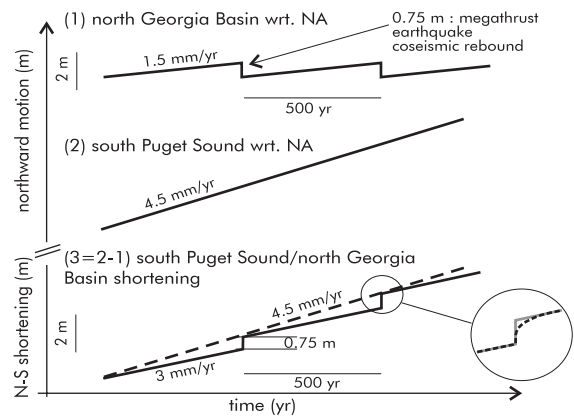 (1) north Georgia Basin wrt. NA
0.75 m : megathrust
earthquake
coseismic rebound
1.5 mm/yr
2 m
500 yr
northward motion (m)
(2) south Puget Sound wrt. NA
4.5 mm/yr
(3=2-1) south Puget Sound/north Georgia
Basin shortening
4.5 mm/yr
2 m
0.75 m
3 mm/yr
500 yr
N-S shortening (m)
time (yr)